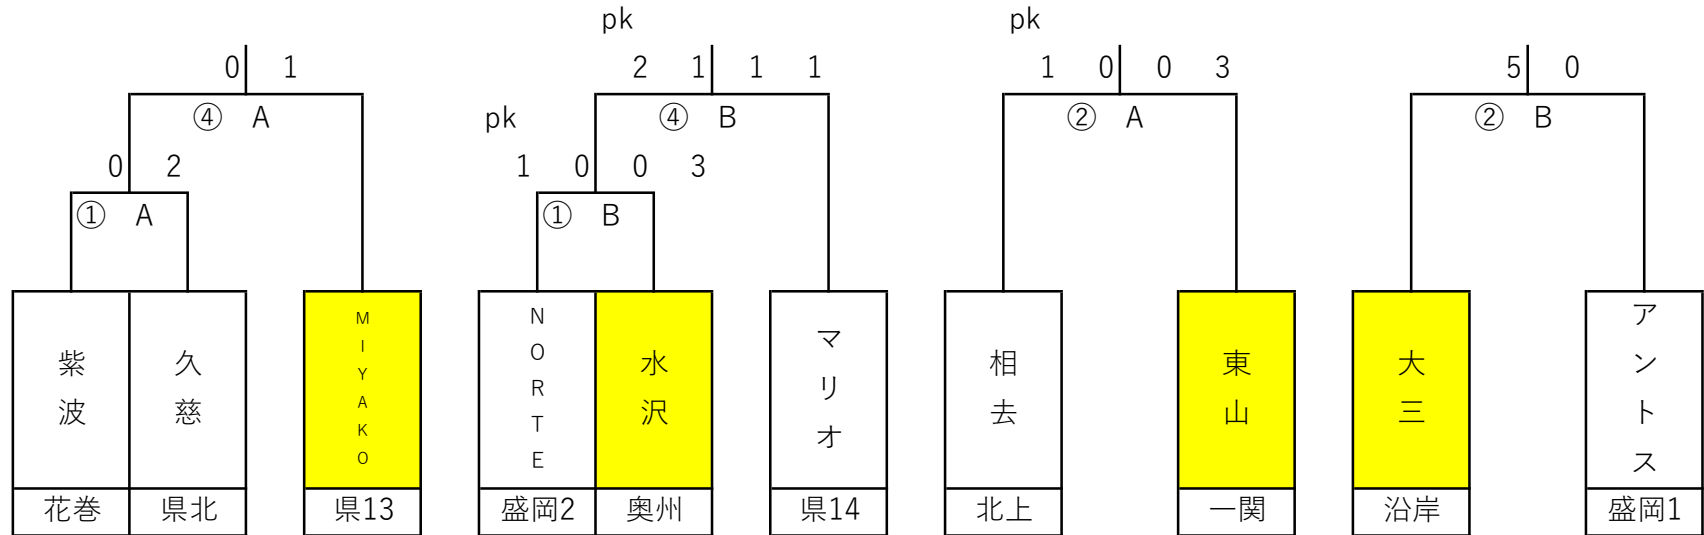 pk pk
0 1 2 1 1 1 1 0 0 3 5 0
④ A pk ④ B ② A ② B
0 2 1 0 0 3
① A ① B
紫波 久慈 MIYAKO NORTE 水沢 マリオ 相去 東山 大三 アントス
花巻 県北 県13 盛岡2 奥州 県14 北上 一関 沿岸 盛岡1